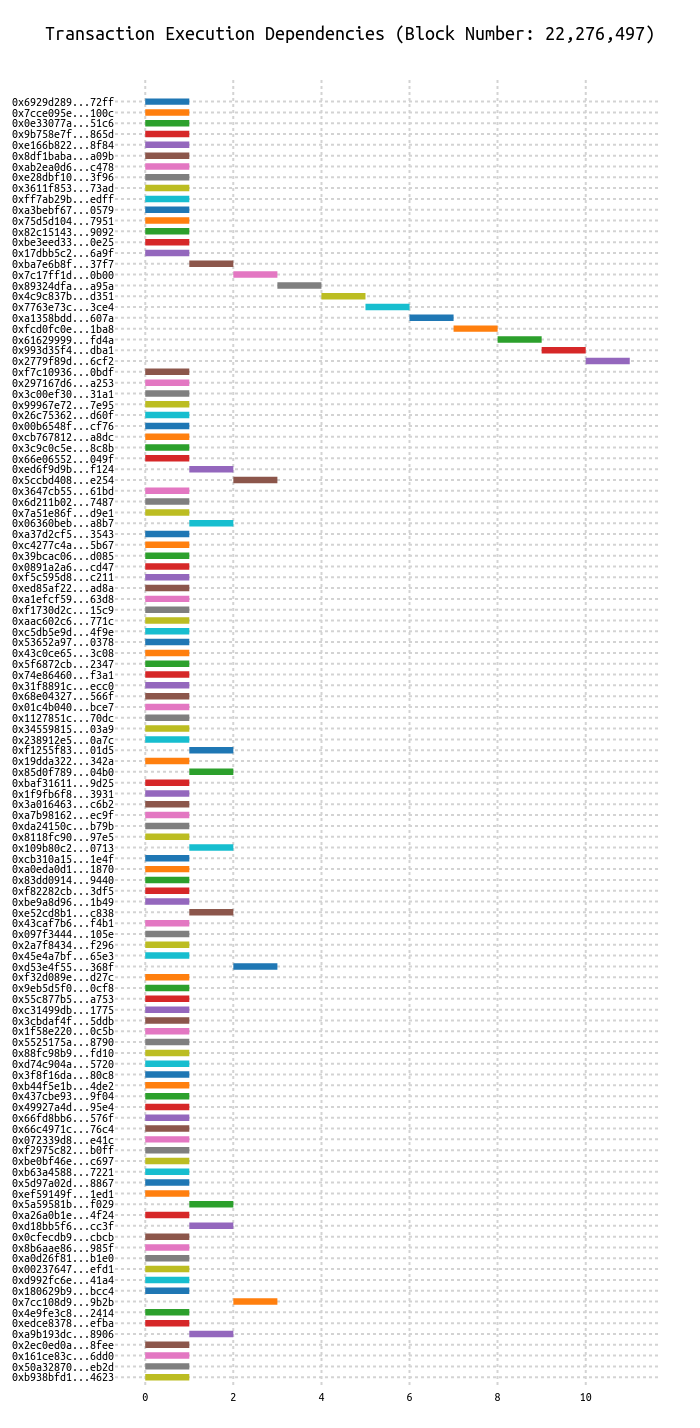 Transaction Execution Dependencies (Block Number: 22,276,497)
0x6929d289...72ff
0x7cce095e...100c
0x0e33077a...51c6
0x9b758e7f...865d
0xe166b822...8f84
0x8df1baba...a09b
0xab2ea0d6...c478
0xe28dbf10...3f96
0x3611f853...73ad
0xff7ab29b...edff
0xa3bebf67...0579
0x75d5d104...7951
0x82c15143...9092
0xbe3eed33...0e25
0x17dbb5c2...6a9f
0xba7e6b8f...37f7
0x7c17ff1d...0b00
0x89324dfa...a95a
0x4c9c837b...d351
0x7763e73c...3ce4
0xa1358bdd...607a
0xfcd0fc0e...1ba8
0x61629999...fd4a
0x993d35f4...dba1
0x2779f89d...6cf2
0xf7c10936...0bdf
0x297167d6...a253
0x3c00ef30...31a1
0x99967e72...7e95
0x26c75362...d60f
0x00b6548f...cf76
0xcb767812...a8dc
0x3c9c0c5e...8c8b
0x66e06552...049f
0xed6f9d9b...f124
0x5ccbd408...e254
0x3647cb55...61bd
0x6d211b02...7487
0x7a51e86f...d9e1
0x06360beb...a8b7
0xa37d2cf5...3543
0xc4277c4a...5b67
0x39bcac06...d085
0x0891a2a6...cd47
0xf5c595d8...c211
0xed85af22...ad8a
0xa1efcf59...63d8
0xf1730d2c...15c9
0xaac602c6...771c
0xc5db5e9d...4f9e
0x53652a97...0378
0x43c0ce65...3c08
0x5f6872cb...2347
0x74e86460...f3a1
0x31f8891c...ecc0
0x68e04327...566f
0x01c4b040...bce7
0x1127851c...70dc
0x34559815...03a9
0x238912e5...0a7c
0xf1255f83...01d5
0x19dda322...342a
0x85d0f789...04b0
0xbaf31611...9d25
0x1f9fb6f8...3931
0x3a016463...c6b2
0xa7b98162...ec9f
0xda24150c...b79b
0x8118fc90...97e5
0x109b80c2...0713
0xcb310a15...1e4f
0xa0eda0d1...1870
0x83dd0914...9440
0xf82282cb...3df5
0xbe9a8d96...1b49
0xe52cd8b1...c838
0x43caf7b6...f4b1
0x097f3444...105e
0x2a7f8434...f296
0x45e4a7bf...65e3
0xd53e4f55...368f
0xf32d089e...d27c
0x9eb5d5f0...0cf8
0x55c877b5...a753
0xc31499db...1775
0x3cbdaf4f...5ddb
0x1f58e220...0c5b
0x5525175a...8790
0x88fc98b9...fd10
0xd74c904a...5720
0x3f8f16da...80c8
0xb44f5e1b...4de2
0x437cbe93...9f04
0x49927a4d...95e4
0x66fd8bb6...576f
0x66c4971c...76c4
0x072339d8...e41c
0xf2975c82...b0ff
0xbe0bf46e...c697
0xb63a4588...7221
0x5d97a02d...8867
0xef59149f...1ed1
0x5a59581b...f029
0xa26a0b1e...4f24
0xd18bb5f6...cc3f
0x0cfecdb9...cbcb
0x8b6aae86...985f
0xa0d26f81...b1e0
0x00237647...efd1
0xd992fc6e...41a4
0x180629b9...bcc4
0x7cc108d9...9b2b
0x4e9fe3c8...2414
0xedce8378...efba
0xa9b193dc...8906
0x2ec0ed0a...8fee
0x161ce83c...6dd0
0x50a32870...eb2d
0xb938bfd1...4623
0 2 4 6 8 10